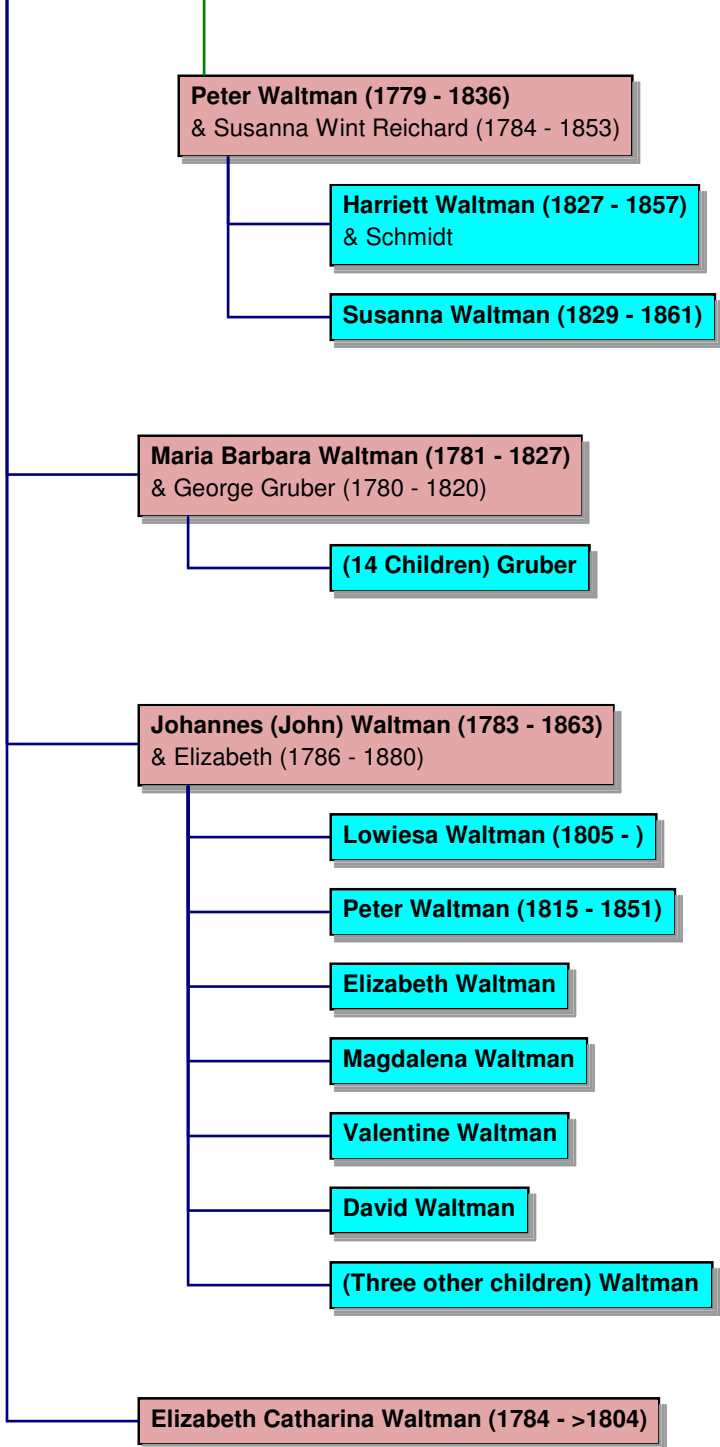 Peter Waltman (1779 - 1836)
& Susanna Wint Reichard (1784 - 1853)
Harriett Waltman (1827 - 1857)
& Schmidt
Susanna Waltman (1829 - 1861)
Maria Barbara Waltman (1781 - 1827)
& George Gruber (1780 - 1820)
(14 Children) Gruber
Johannes (John) Waltman (1783 - 1863)
& Elizabeth (1786 - 1880)
Lowiesa Waltman (1805 - )
Peter Waltman (1815 - 1851)
Elizabeth Waltman
Magdalena Waltman
Valentine Waltman
David Waltman
(Three other children) Waltman
Elizabeth Catharina Waltman (1784 - >1804)